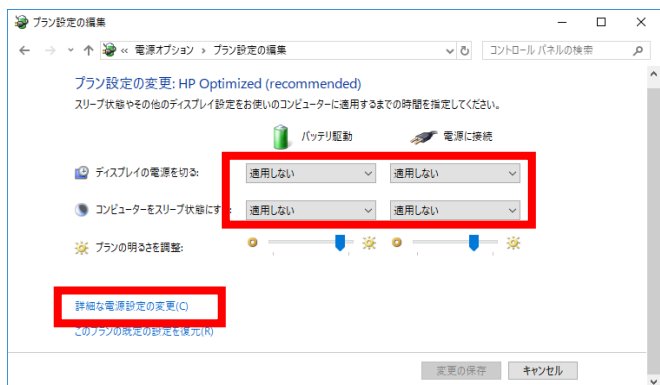 プラン設定の編集
« 電源オプション › プラン設定の編集
コントロール パネルの検索
プラン設定の変更: HP Optimized (recommended)
スリープ状態やその他のディスプレイ設定をお使いのコンピューターに適用するまでの時間を指定してください。
バッテリ駆動 電源に接続
ディスプレイの電源を切る: 適用しない 適用しない
コンピューターをスリープ状態にす: 適用しない 適用しない
プランの明るさを調整:
詳細な電源設定の変更(C)
このプランの既定の設定を復元(R)
変更の保存 キャンセル